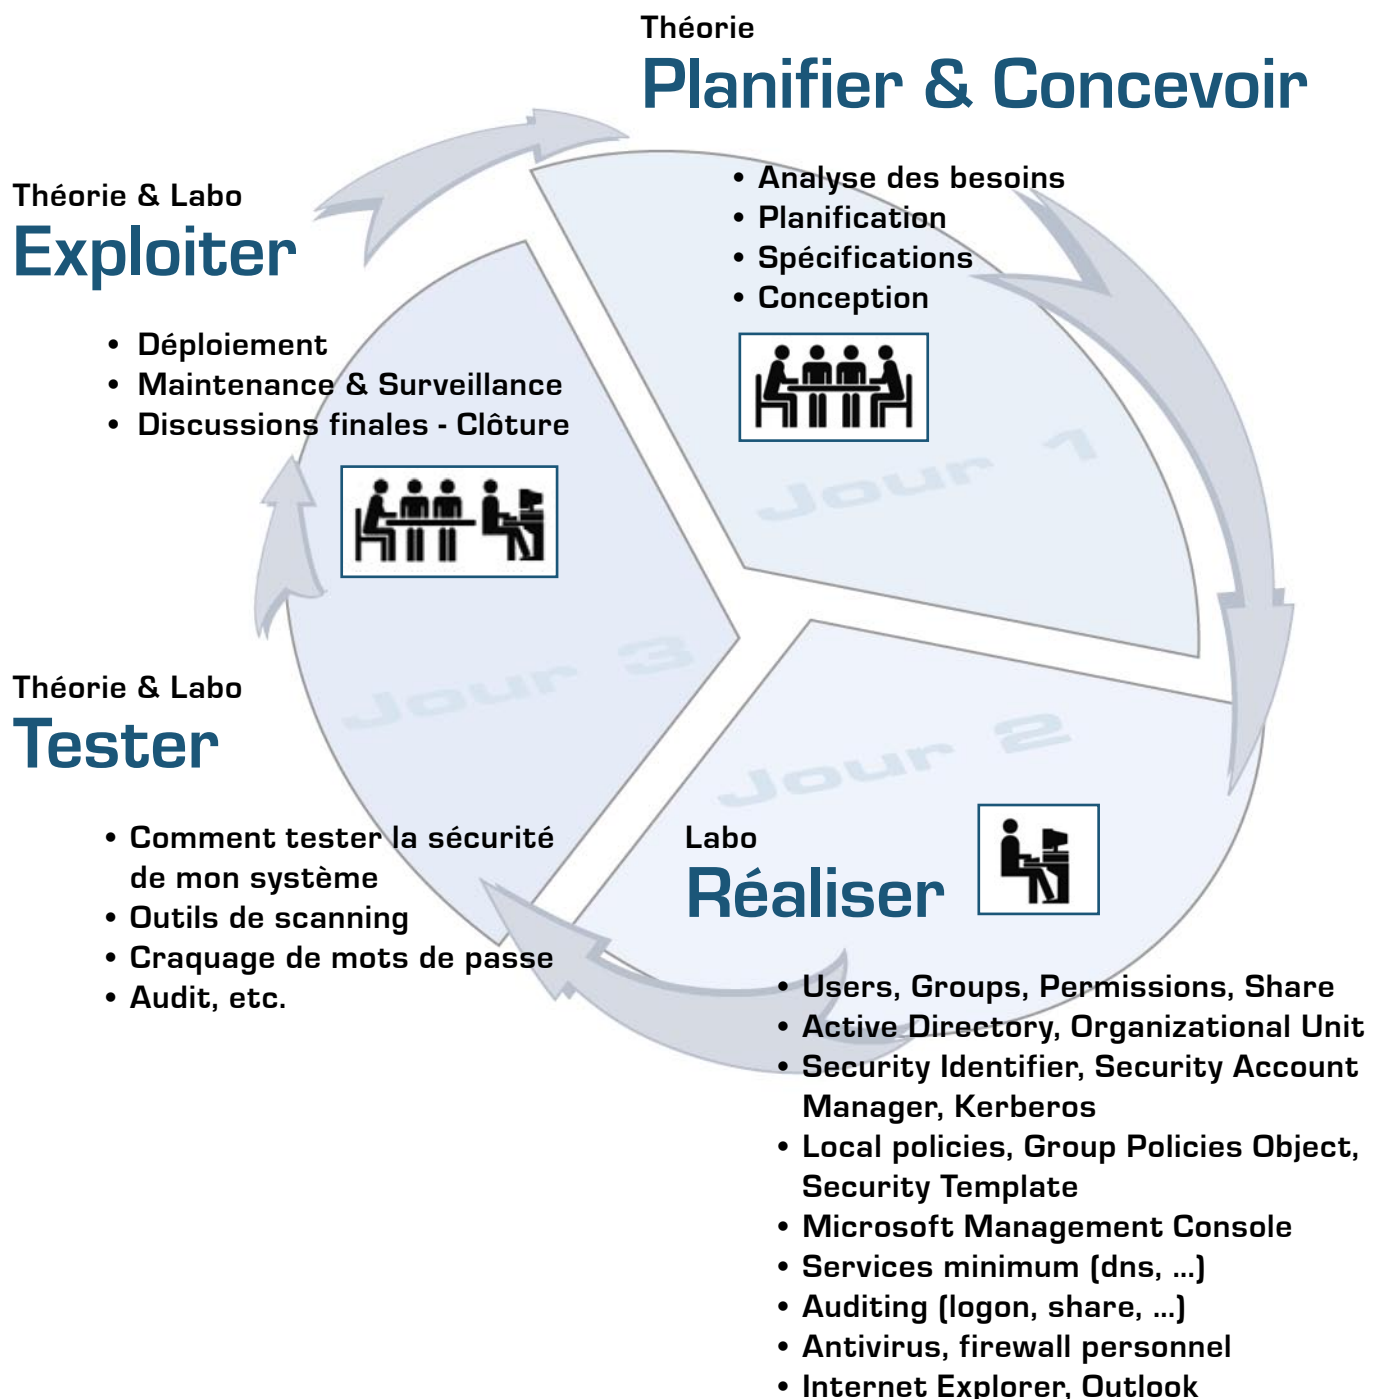 Théorie
Planifier & Concevoir
• Analyse des besoins
• Planification
• Spécifications
• Conception
Jour 1
Théorie & Labo
Exploiter
• Déploiement
• Maintenance & Surveillance
• Discussions finales - Clôture
Jour 3
Théorie & Labo
Tester
• Comment tester la sécurité
de mon système
• Outils de scanning
• Craquage de mots de passe
• Audit, etc.
Jour 2
Labo
Réaliser
• Users, Groups, Permissions, Share
• Active Directory, Organizational Unit
• Security Identifier, Security Account
Manager, Kerberos
• Local policies, Group Policies Object,
Security Template
• Microsoft Management Console
• Services minimum (dns, ...)
• Auditing (logon, share, ...)
• Antivirus, firewall personnel
• Internet Explorer, Outlook